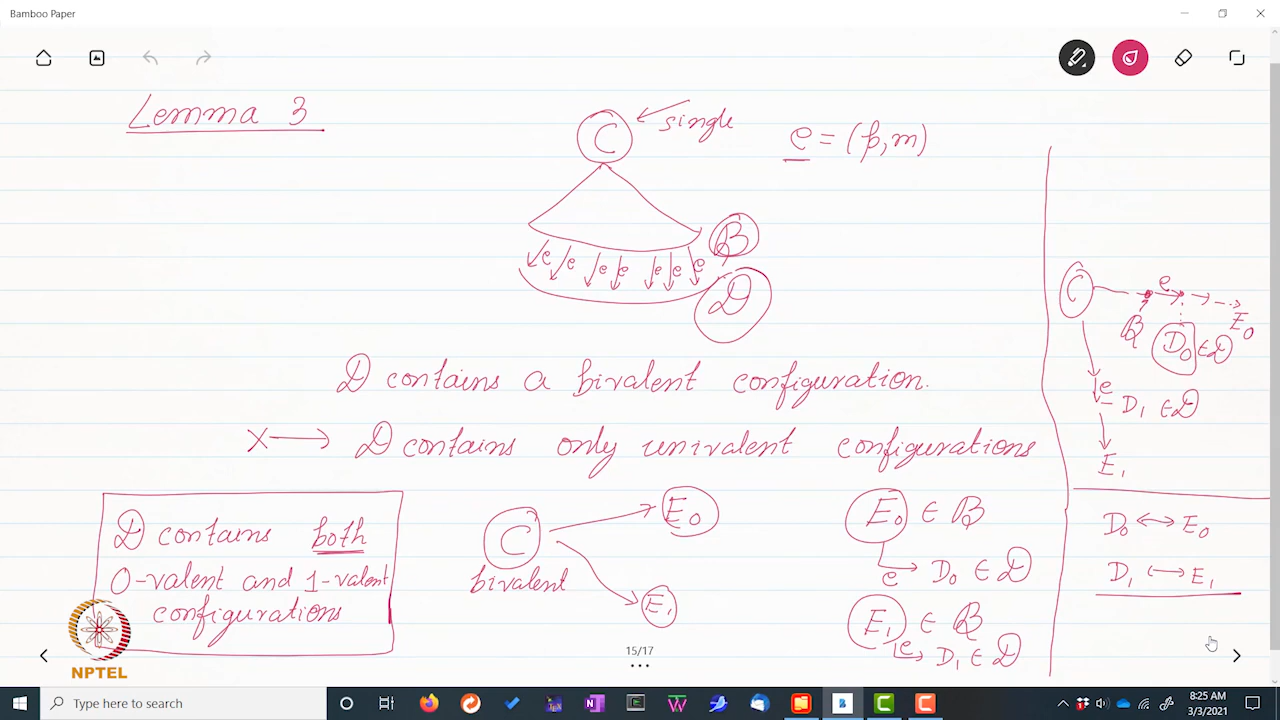 Bamboo Paper
Lemma 3
C
single
e = (p, m)
B
e e e e e e e
D
D contains a bivalent configuration.
X → D contains only univalent configurations
D contains both
0-valent and 1-valent
configurations
C
bivalent
E0
E1
E0 ∈ B
e → D0 ∈ D
E1 ∈ B
e → D1 ∈ D
C
e
B
D0 ∈ D
E0
e
D1 ∈ D
E1
D0 ↔ E0
D1 ↔ E1
NPTEL
15/17
Type here to search
8:25 AM
3/3/2021